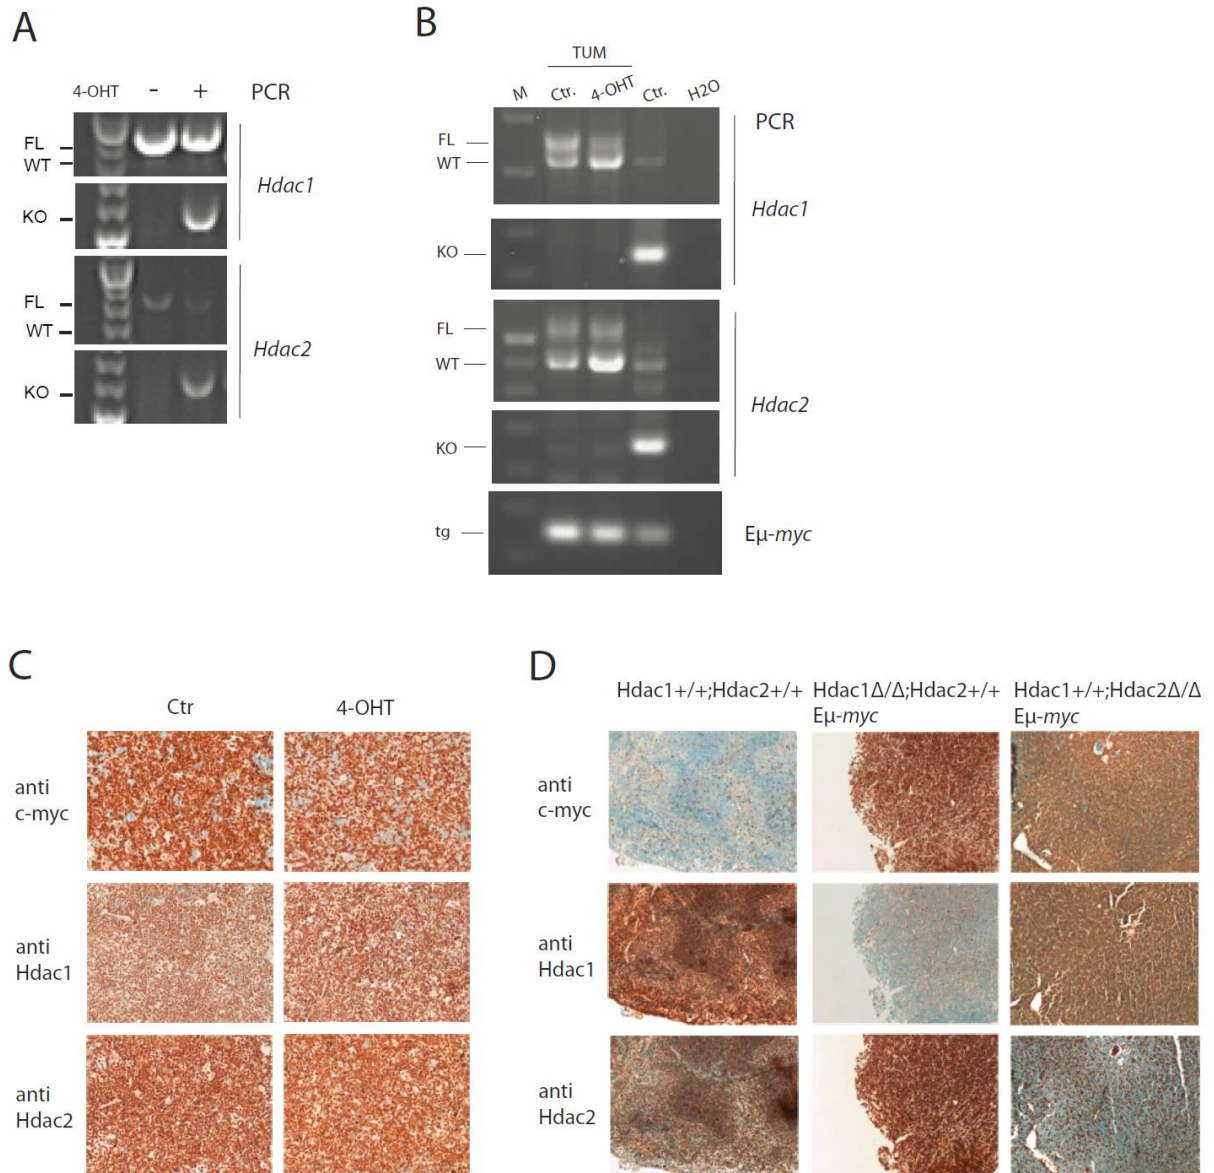 A
4-OHT - + PCR
FL
WT
Hdac1
KO
FL
WT
Hdac2
KO
B
TUM
M Ctr. 4-OHT Ctr. H2O
PCR
FL
WT
Hdac1
KO
FL
WT
Hdac2
KO
tg
Eμ-myc
C
Ctr 4-OHT
anti
c-myc
anti
Hdac1
anti
Hdac2
D
Hdac1+/+;Hdac2+/+ Hdac1Δ/Δ;Hdac2+/+ Hdac1+/+;Hdac2Δ/Δ
Eμ-myc Eμ-myc
anti
c-myc
anti
Hdac1
anti
Hdac2